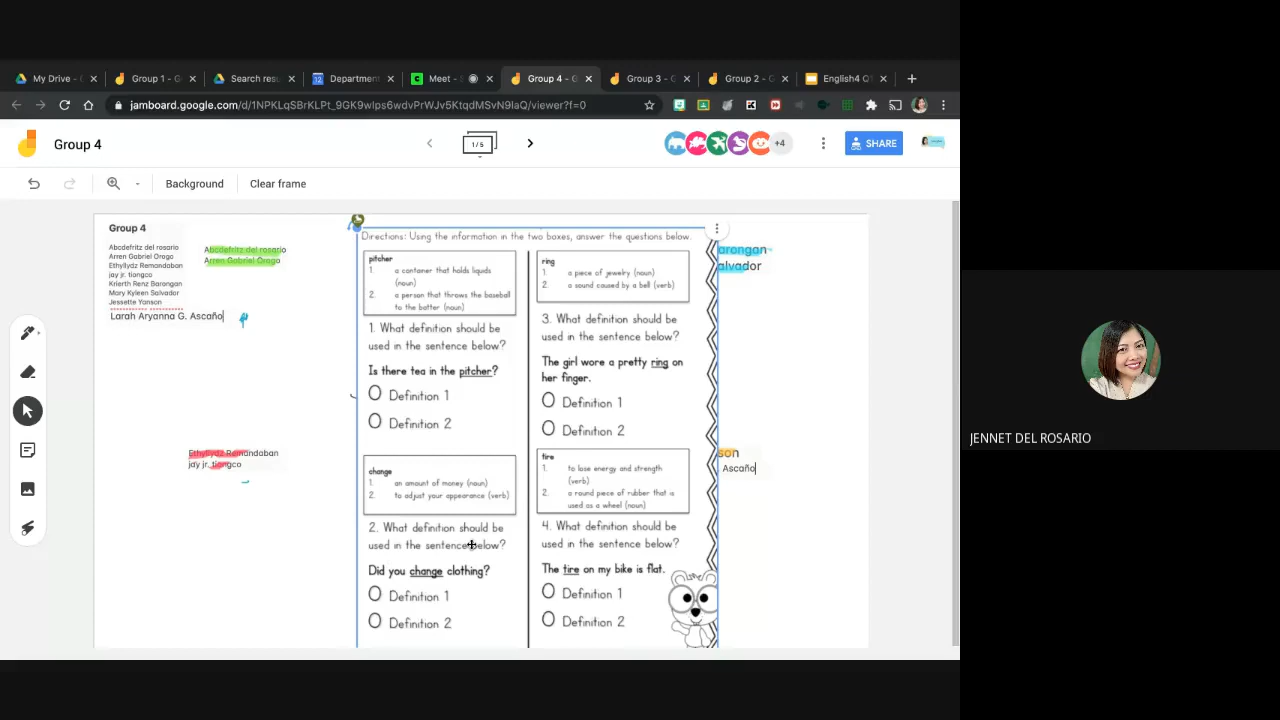 My Drive -
Group 1 - G
Search resu
Department
Meet -
Group 4 - G
Group 3 - G
Group 2 - G
English4 Q1
jamboard.google.com/d/1NPKLqSBrKLPt_9GK9wlps6wdvPrWJv5KtqdMSvN9laQ/viewer?f=0
Group 4
1 / 5
+4
SHARE
Background
Clear frame
Group 4
Abcdefritz del rosario
Arren Gabriel Oroga
Ethyllydz Remandaban
jay jr. tiongco
Krierth Renz Barongan
Mary Kyleen Salvador
Jessette Yanson
Larah Aryanna G. Ascaño
Abcdefritz del rosario
Arren Gabriel Oroga
Ethyllydz Remandaban
jay jr. tiongco
Directions: Using the information in the two boxes, answer the questions below.
pitcher
1. a container that holds liquids
(noun)
2. a person that throws the baseball
to the batter (noun)
1. What definition should be
used in the sentence below?
Is there tea in the pitcher?
Definition 1
Definition 2
change
1. an amount of money (noun)
2. to adjust your appearance (verb)
2. What definition should be
used in the sentence below?
Did you change clothing?
Definition 1
Definition 2
ring
1. a piece of jewelry (noun)
2. a sound caused by a bell (verb)
3. What definition should be
used in the sentence below?
The girl wore a pretty ring on
her finger.
Definition 1
Definition 2
tire
1. to lose energy and strength
(verb)
2. a round piece of rubber that is
used as a wheel (noun)
4. What definition should be
used in the sentence below?
The tire on my bike is flat.
Definition 1
Definition 2
arongan
alvador
son
Ascaño
JENNET DEL ROSARIO